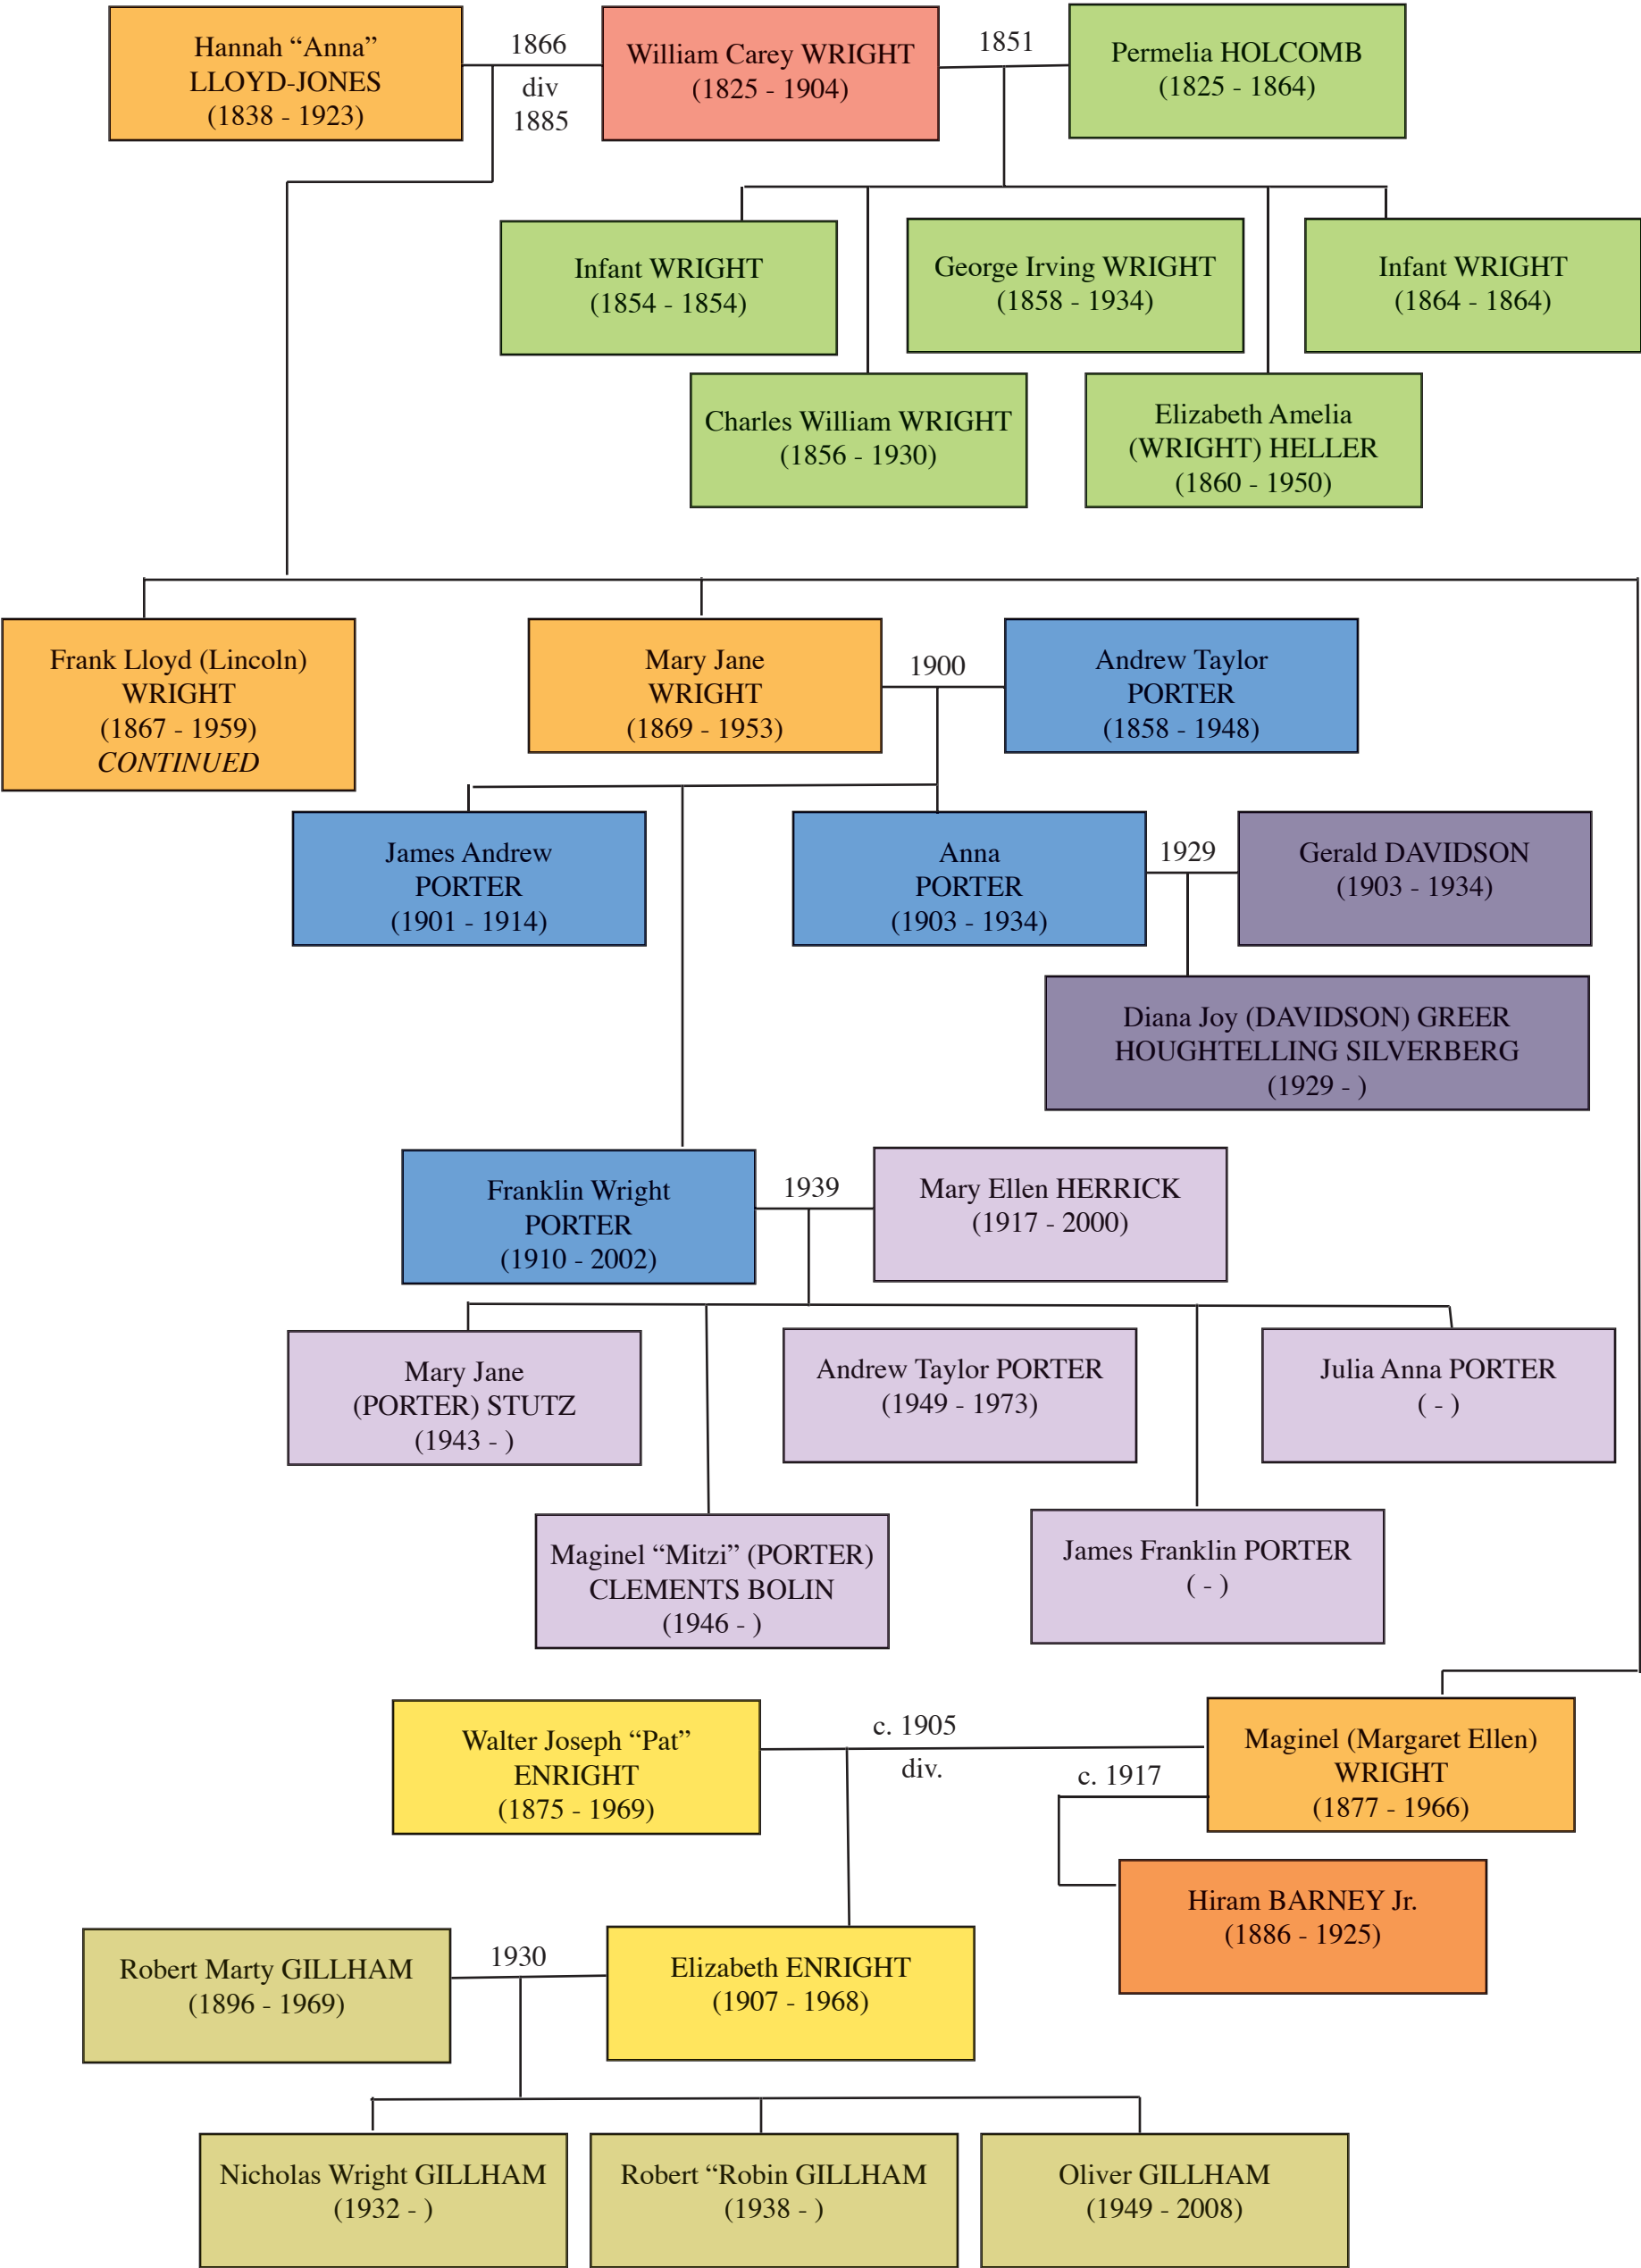 Hannah “Anna”
LLOYD-JONES
(1838 - 1923)
1866
div
1885
William Carey WRIGHT
(1825 - 1904)
1851
Permelia HOLCOMB
(1825 - 1864)
Infant WRIGHT
(1854 - 1854)
George Irving WRIGHT
(1858 - 1934)
Infant WRIGHT
(1864 - 1864)
Charles William WRIGHT
(1856 - 1930)
Elizabeth Amelia
(WRIGHT) HELLER
(1860 - 1950)
Frank Lloyd (Lincoln)
WRIGHT
(1867 - 1959)
CONTINUED
Mary Jane
WRIGHT
(1869 - 1953)
1900
Andrew Taylor
PORTER
(1858 - 1948)
James Andrew
PORTER
(1901 - 1914)
Anna
PORTER
(1903 - 1934)
1929
Gerald DAVIDSON
(1903 - 1934)
Diana Joy (DAVIDSON) GREER
HOUGHTELLING SILVERBERG
(1929 - )
Franklin Wright
PORTER
(1910 - 2002)
1939
Mary Ellen HERRICK
(1917 - 2000)
Mary Jane
(PORTER) STUTZ
(1943 - )
Andrew Taylor PORTER
(1949 - 1973)
Julia Anna PORTER
( - )
Maginel “Mitzi” (PORTER)
CLEMENTS BOLIN
(1946 - )
James Franklin PORTER
( - )
Walter Joseph “Pat”
ENRIGHT
(1875 - 1969)
c. 1905
div.
c. 1917
Maginel (Margaret Ellen)
WRIGHT
(1877 - 1966)
Hiram BARNEY Jr.
(1886 - 1925)
Robert Marty GILLHAM
(1896 - 1969)
1930
Elizabeth ENRIGHT
(1907 - 1968)
Nicholas Wright GILLHAM
(1932 - )
Robert “Robin GILLHAM
(1938 - )
Oliver GILLHAM
(1949 - 2008)